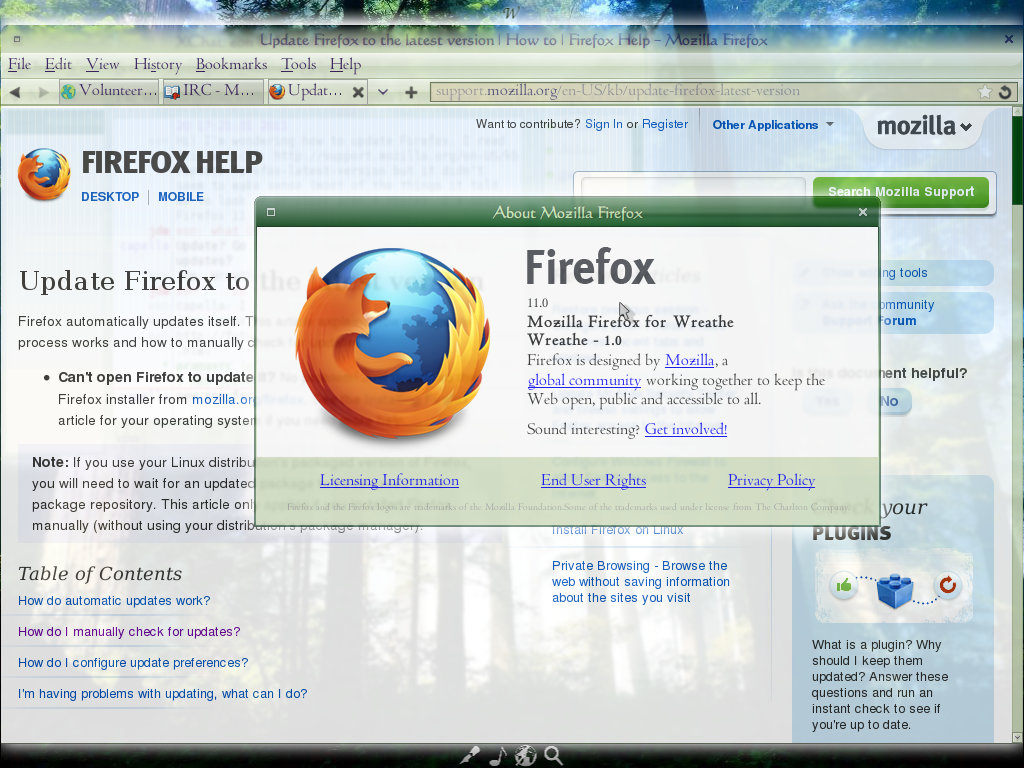 W
Update Firefox to the latest version | How to | Firefox Help - Mozilla Firefox
File Edit View History Bookmarks Tools Help
Volunteer... IRC - M... Updat... support.mozilla.org/en-US/kb/update-firefox-latest-version
Want to contribute? Sign In or Register Other Applications mozilla
FIREFOX HELP
DESKTOP MOBILE
Search Mozilla Support
About Mozilla Firefox
Firefox
11.0
Mozilla Firefox for Wreathe
Wreathe - 1.0
Firefox is designed by Mozilla, a
global community working together to keep the
Web open, public and accessible to all.
Sound interesting? Get involved!
Licensing Information End User Rights Privacy Policy
Firefox and the Firefox logos are trademarks of the Mozilla Foundation.Some of the trademarks used under license from The Charlton Company.
Update Firefox to the latest version
Firefox automatically updates itself. This
process works and how to manually
Can't open Firefox to update
Firefox installer from mozilla.org
article for your operating system if you
Note: If you use your Linux distribution's packaged version of Firefox,
you will need to wait for an updated
package repository. This article only
manually (without using your distribution's package manager).
Table of Contents
How do automatic updates work?
How do I manually check for updates?
How do I configure update preferences?
I'm having problems with updating, what can I do?
Install Firefox on Linux
Private Browsing - Browse the
web without saving information
about the sites you visit
Show editing tools
Ask the community
Support Forum
Is this document helpful?
Yes No
Check your
PLUGINS
What is a plugin? Why
should I keep them
updated? Answer these
questions and run an
instant check to see if
you're up to date.